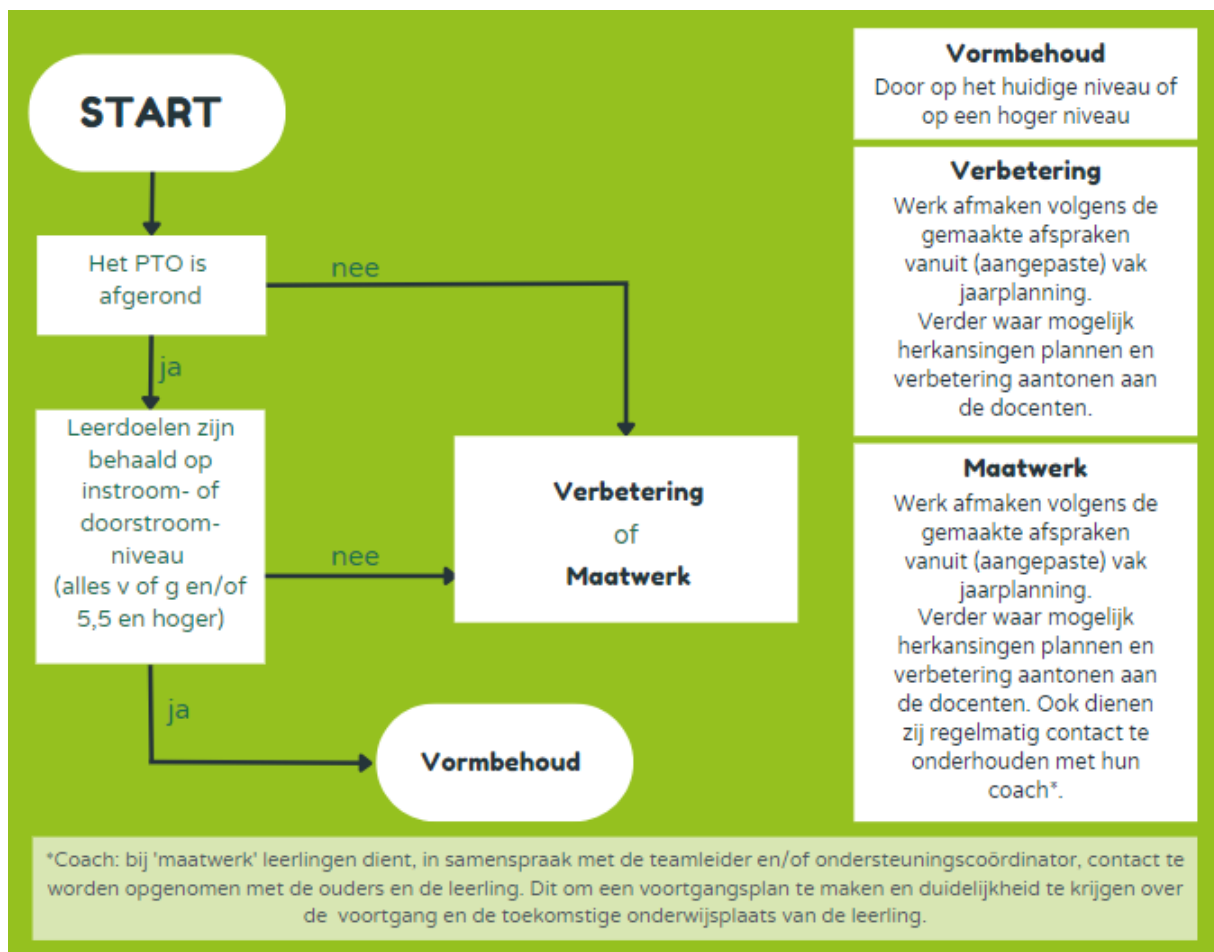 START
Het PTO is
afgerond
nee
ja
Leerdoelen zijn
behaald op
instroom- of
doorstroom-
niveau
(alles v of g en/of
5,5 en hoger)
nee
Verbetering
of
Maatwerk
ja
Vormbehoud
Vormbehoud
Door op het huidige niveau of
op een hoger niveau
Verbetering
Werk afmaken volgens de
gemaakte afspraken
vanuit (aangepaste) vak
jaarplanning.
Verder waar mogelijk
herkansingen plannen en
verbetering aantonen aan
de docenten.
Maatwerk
Werk afmaken volgens de
gemaakte afspraken
vanuit (aangepaste) vak
jaarplanning.
Verder waar mogelijk
herkansingen plannen en
verbetering aantonen aan
de docenten. Ook dienen
zij regelmatig contact te
onderhouden met hun
coach*.
*Coach: bij 'maatwerk' leerlingen dient, in samenspraak met de teamleider en/of ondersteuningscoördinator, contact te
worden opgenomen met de ouders en de leerling. Dit om een voortgangsplan te maken en duidelijkheid te krijgen over
de voortgang en de toekomstige onderwijsplaats van de leerling.